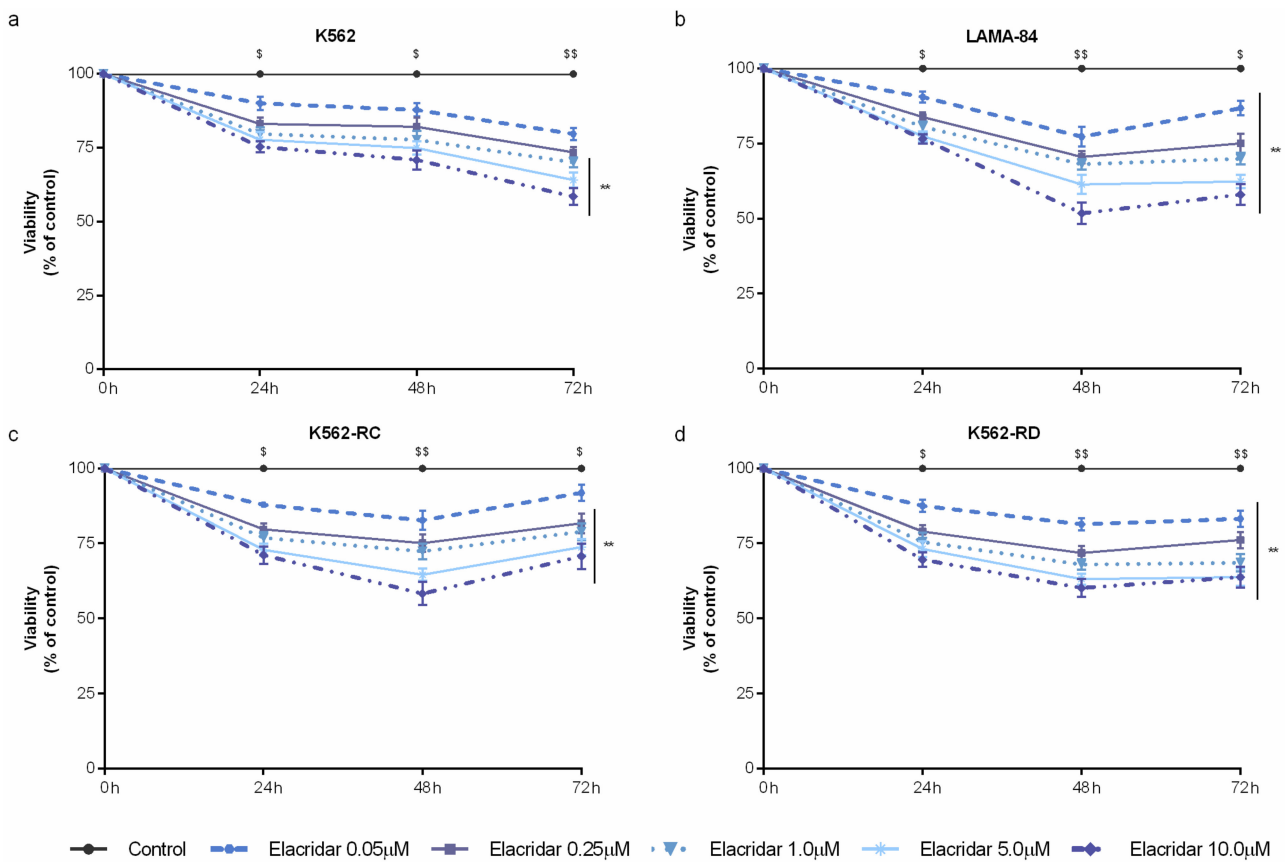 a
K562
$ $ $$
100
75
50
25
0
Viability
(% of control)
**
0h 24h 48h 72h
b
LAMA-84
$ $$ $
100
75
50
25
0
Viability
(% of control)
**
0h 24h 48h 72h
c
K562-RC
$ $$ $
100
75
50
25
0
Viability
(% of control)
**
0h 24h 48h 72h
d
K562-RD
$ $$ $$
100
75
50
25
0
Viability
(% of control)
**
0h 24h 48h 72h
Control Elacridar 0.05µM Elacridar 0.25µM Elacridar 1.0µM Elacridar 5.0µM Elacridar 10.0µM